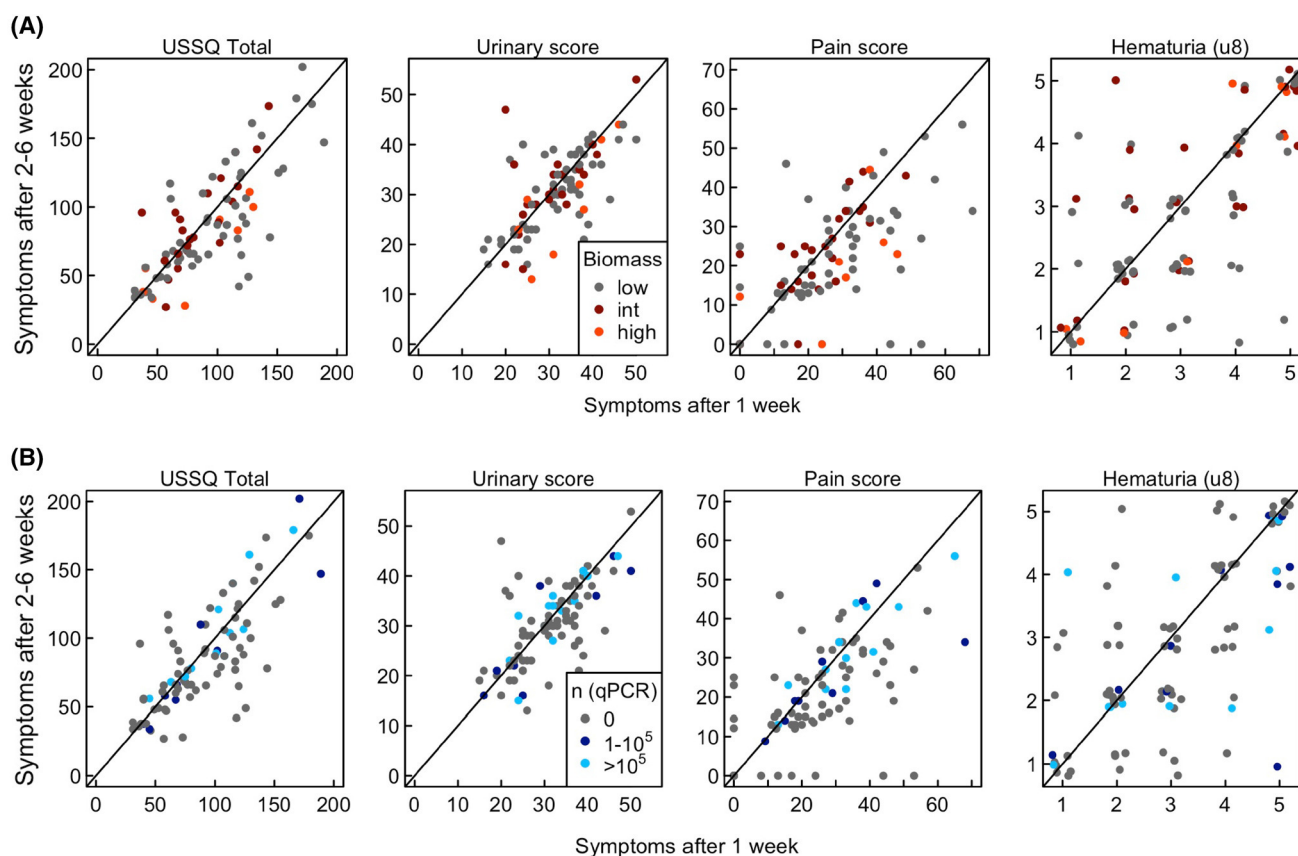 (A)
USSQ Total
Urinary score
Pain score
Hematuria (u8)
Symptoms after 2-6 weeks
200
150
100
50
0
0 50 100 150 200
50
40
30
20
10
0
0 10 20 30 40 50
Biomass
low
int
high
70
60
50
40
30
20
10
0
0 20 40 60
5
4
3
2
1
1 2 3 4 5
Symptoms after 1 week
(B)
USSQ Total
Urinary score
Pain score
Hematuria (u8)
Symptoms after 2-6 weeks
200
150
100
50
0
0 50 100 150 200
50
40
30
20
10
0
0 10 20 30 40 50
n (qPCR)
0
1-10⁵
>10⁵
70
60
50
40
30
20
10
0
0 20 40 60
5
4
3
2
1
1 2 3 4 5
Symptoms after 1 week